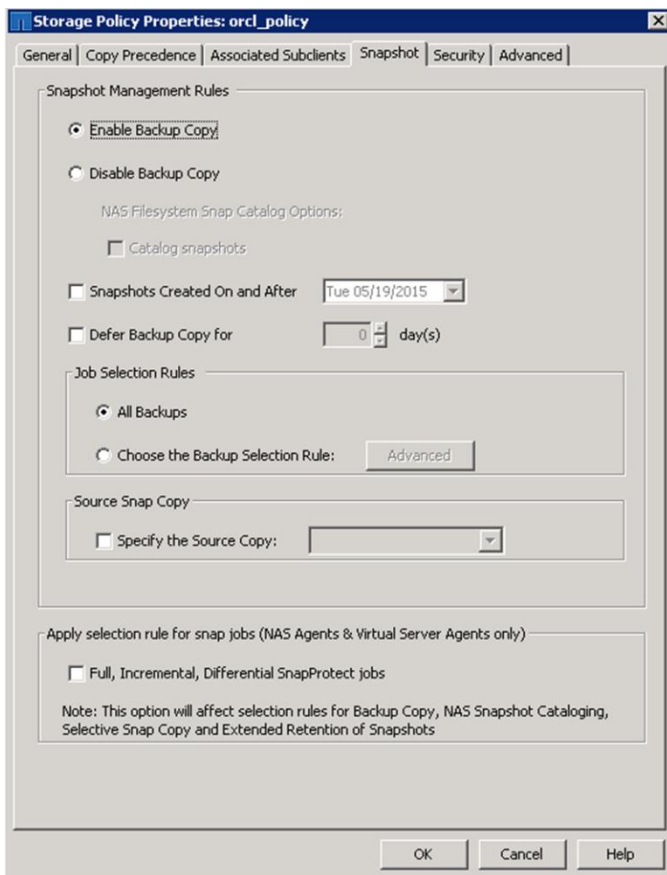 Storage Policy Properties: orcl_policy
General Copy Precedence Associated Subclients Snapshot Security Advanced
Snapshot Management Rules
Enable Backup Copy
Disable Backup Copy
NAS Filesystem Snap Catalog Options:
Catalog snapshots
Snapshots Created On and After Tue 05/19/2015
Defer Backup Copy for 0 day(s)
Job Selection Rules
All Backups
Choose the Backup Selection Rule: Advanced
Source Snap Copy
Specify the Source Copy:
Apply selection rule for snap jobs (NAS Agents & Virtual Server Agents only)
Full, Incremental, Differential SnapProtect jobs
Note: This option will affect selection rules for Backup Copy, NAS Snapshot Cataloging,
Selective Snap Copy and Extended Retention of Snapshots
OK Cancel Help